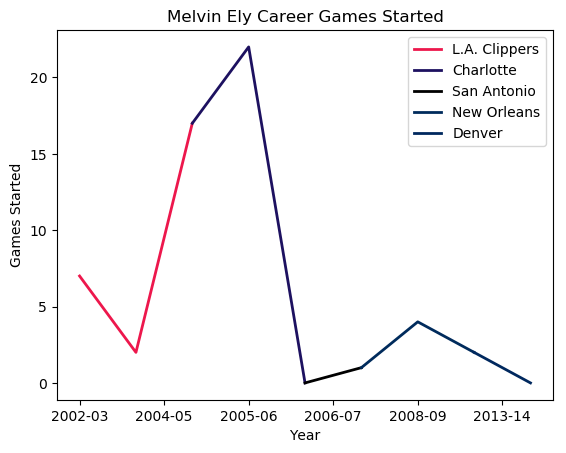 Melvin Ely Career Games Started
L.A. Clippers
Charlotte
San Antonio
New Orleans
Denver
Games Started
20
15
10
5
0
2002-03 2004-05 2005-06 2006-07 2008-09 2013-14
Year